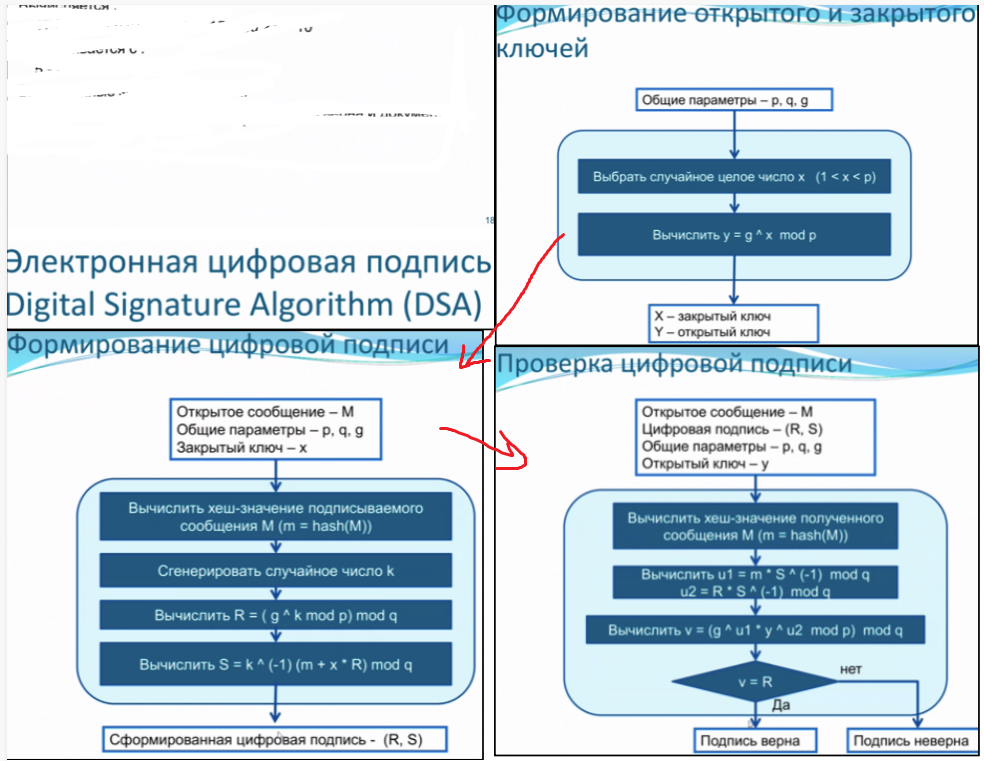 18
Электронная цифровая подпись
Digital Signature Algorithm (DSA)
Формирование открытого и закрытого
ключей
Общие параметры – p, q, g
Выбрать случайное целое число x (1 < x < p)
Вычислить y = g ^ x mod p
X – закрытый ключ
Y – открытый ключ
Формирование цифровой подписи
Открытое сообщение – M
Общие параметры – p, q, g
Закрытый ключ – x
Вычислить хеш-значение подписываемого
сообщения M (m = hash(M))
Сгенерировать случайное число k
Вычислить R = ( g ^ k mod p) mod q
Вычислить S = k ^ (-1) (m + x * R) mod q
Сформированная цифровая подпись - (R, S)
Проверка цифровой подписи
Открытое сообщение – M
Цифровая подпись – (R, S)
Общие параметры – p, q, g
Открытый ключ – y
Вычислить хеш-значение полученного
сообщения M (m = hash(M))
Вычислить u1 = m * S ^ (-1) mod q
u2 = R * S ^ (-1) mod q
Вычислить v = (g ^ u1 * y ^ u2 mod p) mod q
v = R
нет
Да
Подпись верна
Подпись неверна